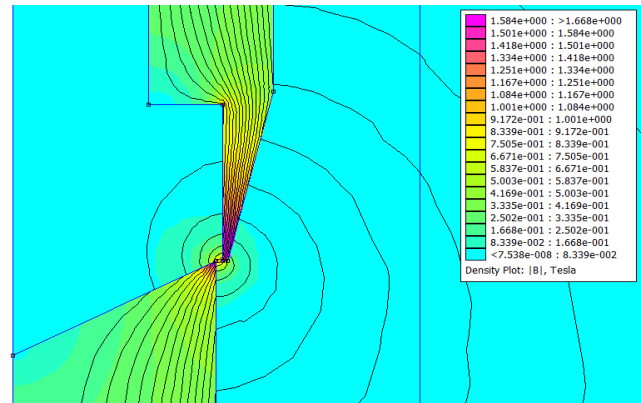 1.584e+000 : >1.668e+000
1.501e+000 : 1.584e+000
1.418e+000 : 1.501e+000
1.334e+000 : 1.418e+000
1.251e+000 : 1.334e+000
1.167e+000 : 1.251e+000
1.084e+000 : 1.167e+000
1.001e+000 : 1.084e+000
9.172e-001 : 1.001e+000
8.339e-001 : 9.172e-001
7.505e-001 : 8.339e-001
6.671e-001 : 7.505e-001
5.837e-001 : 6.671e-001
5.003e-001 : 5.837e-001
4.169e-001 : 5.003e-001
3.335e-001 : 4.169e-001
2.502e-001 : 3.335e-001
1.668e-001 : 2.502e-001
8.339e-002 : 1.668e-001
<7.538e-008 : 8.339e-002
Density Plot: |B|, Tesla